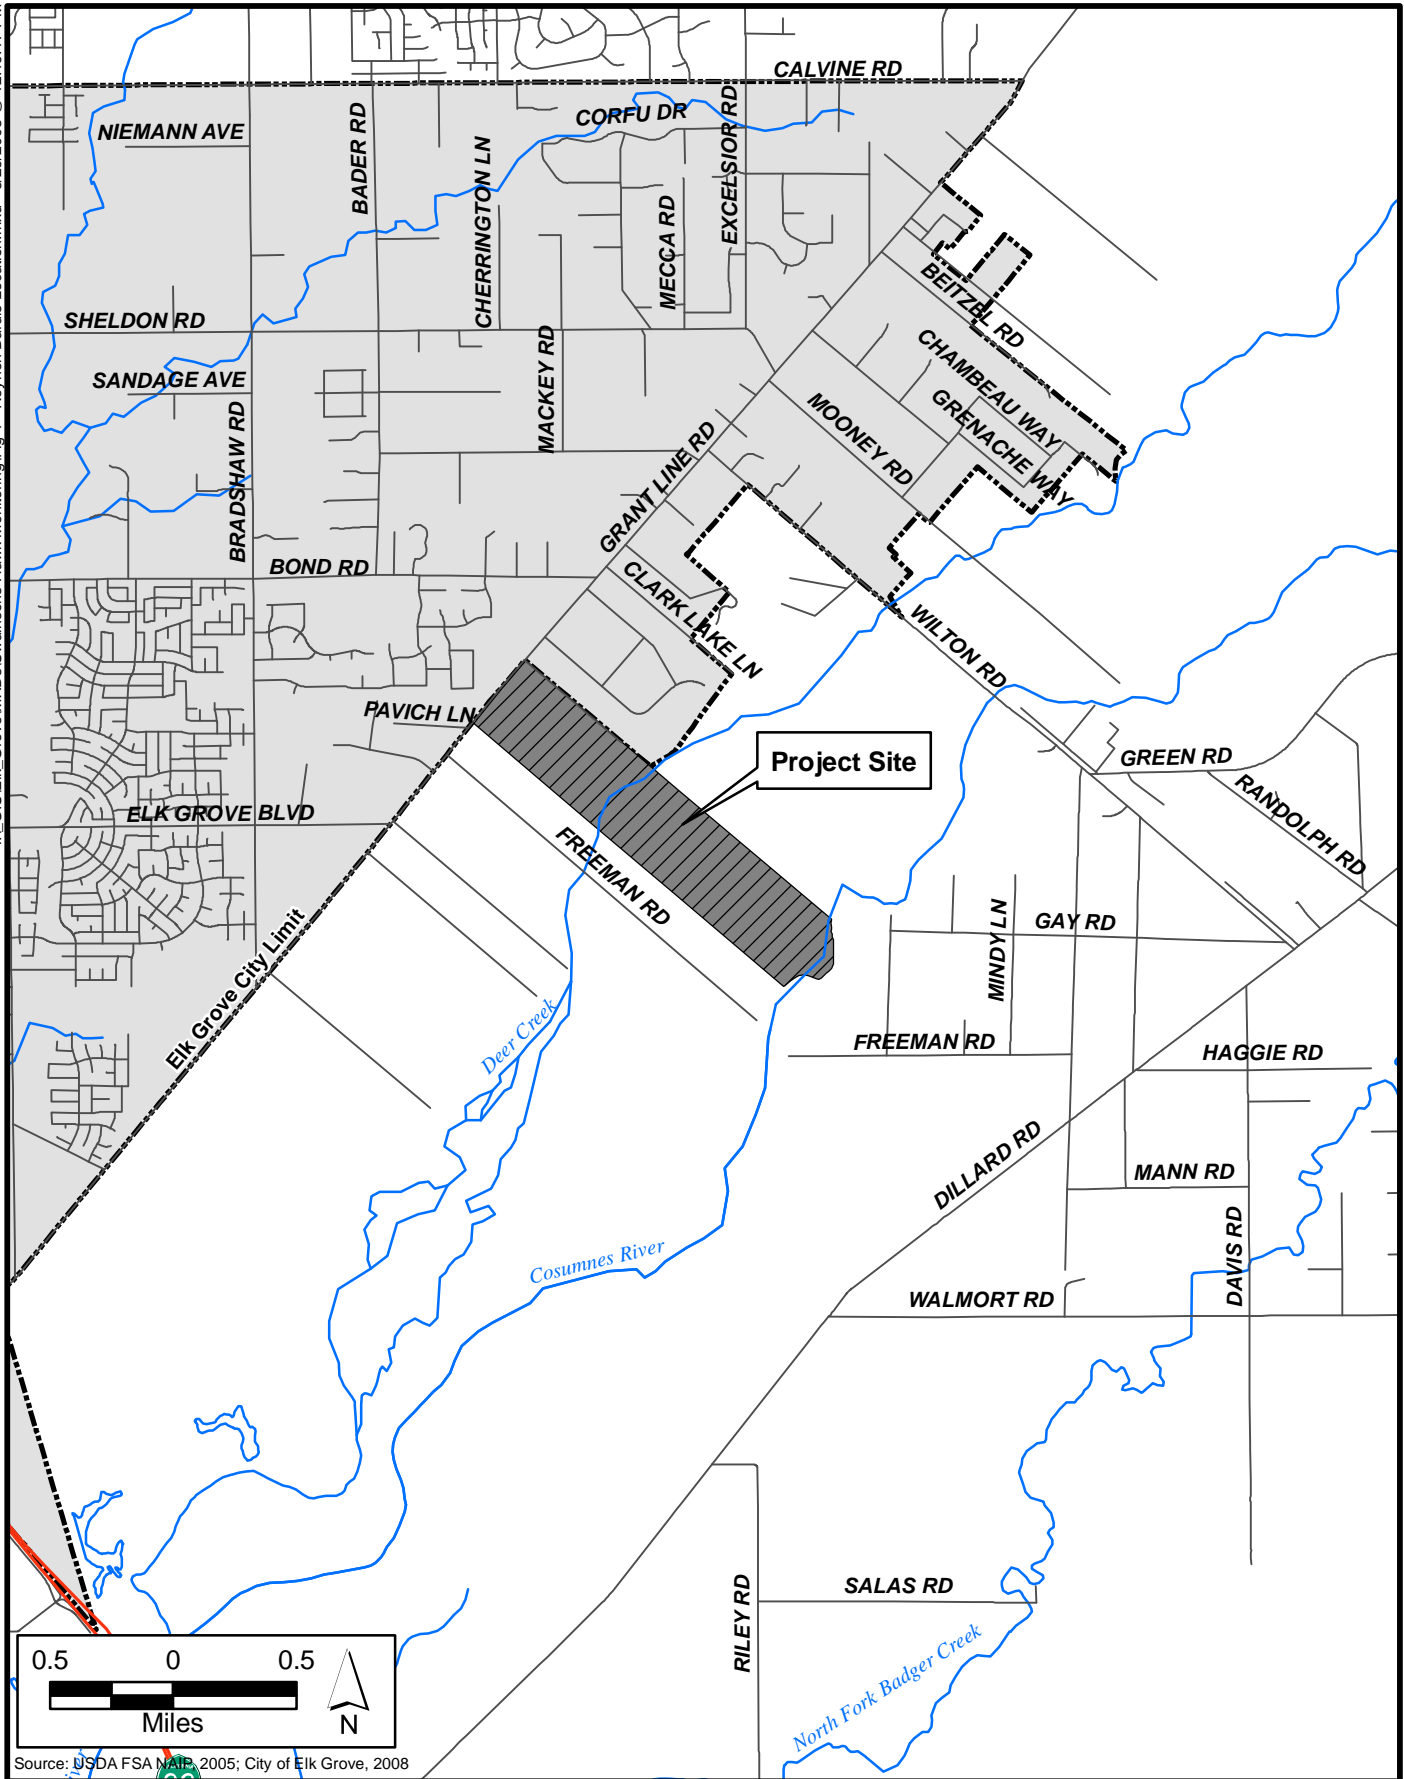 CALVINE RD
CORFU DR
NIEMANN AVE
BADER RD
CHERRINGTON LN
MECCA RD
EXCELSIOR RD
BEITZEL RD
SHELDON RD
CHAMBEAU WAY
GRENACHE WAY
SANDAGE AVE
MACKEY RD
MOONEY RD
BRADSHAW RD
GRANT LINE RD
BOND RD
CLARK LAKE LN
WILTON RD
PAVICH LN
Project Site
GREEN RD
RANDOLPH RD
ELK GROVE BLVD
FREEMAN RD
GAY RD
MINDY LN
Elk Grove City Limit
Deer Creek
FREEMAN RD
HAGGIE RD
DILLARD RD
MANN RD
DAVIS RD
Cosumnes River
WALMORT RD
RILEY RD
SALAS RD
North Fork Badger Creek
0.5 0 0.5
Miles
N
Source: USDA FSA NAIP, 2005; City of Elk Grove, 2008